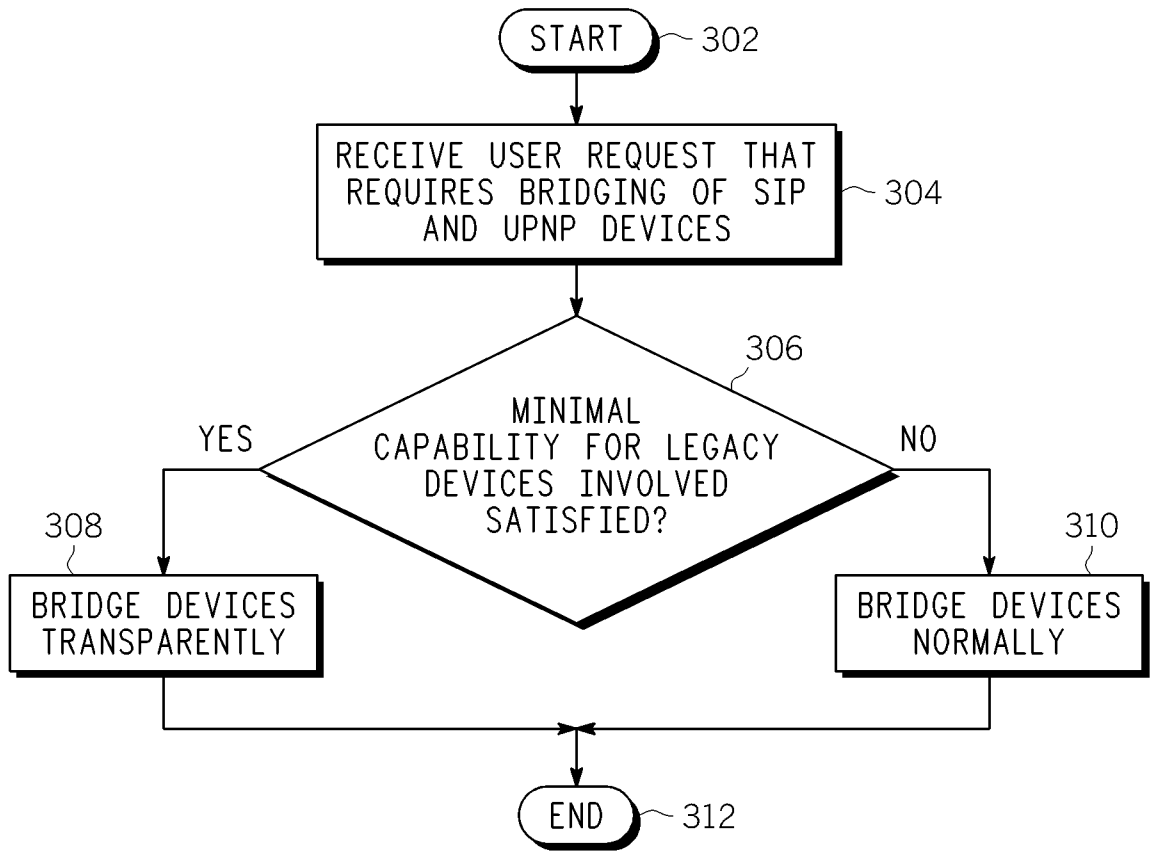 START
302
RECEIVE USER REQUEST THAT
REQUIRES BRIDGING OF SIP
AND UPNP DEVICES
304
306
MINIMAL
CAPABILITY FOR LEGACY
DEVICES INVOLVED
SATISFIED?
YES
NO
308
BRIDGE DEVICES
TRANSPARENTLY
310
BRIDGE DEVICES
NORMALLY
END
312